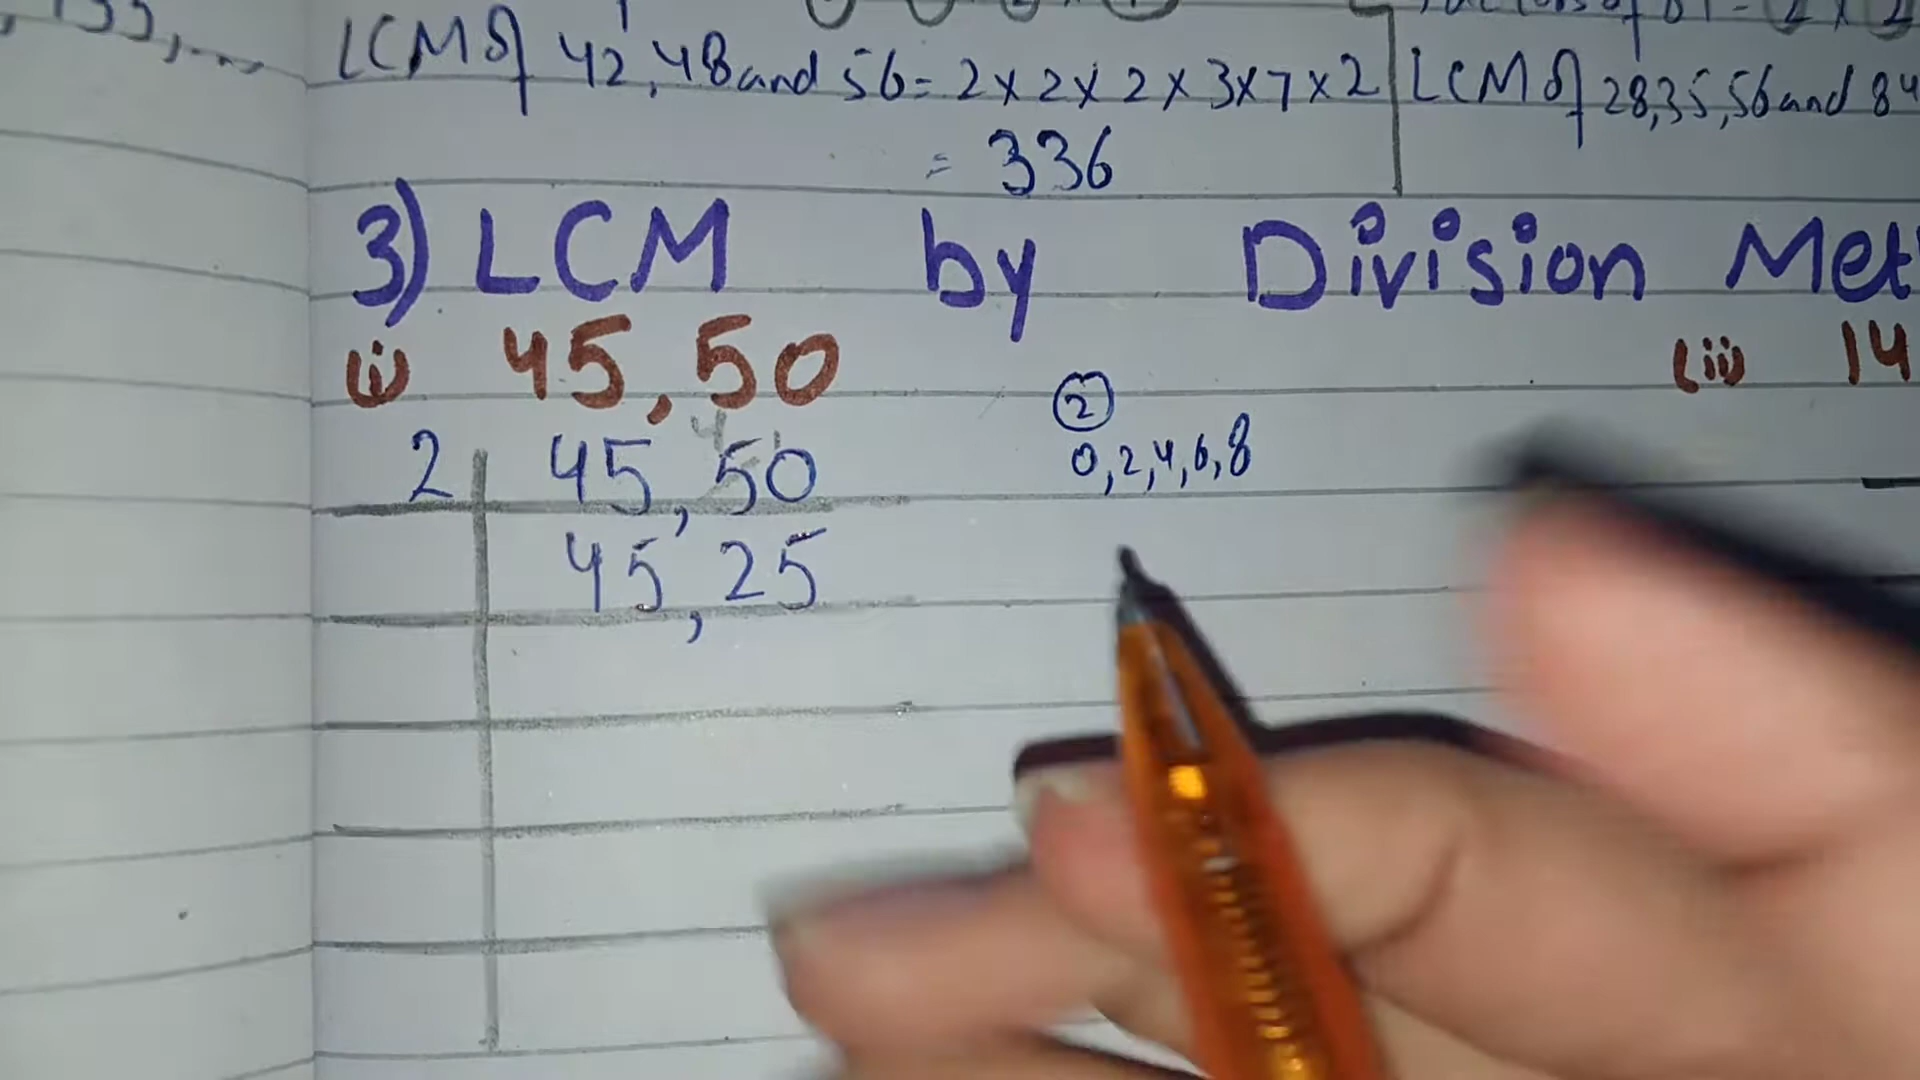 LCM of 42, 48 and 56 = 2 x 2 x 2 x 3 x 7 x 2
= 336
LCM of 28, 35, 56 and 84
3) LCM by Division Met
(i) 45, 50
(ii) 14
2 45, 50
45, 25
②
0, 2, 4, 6, 8